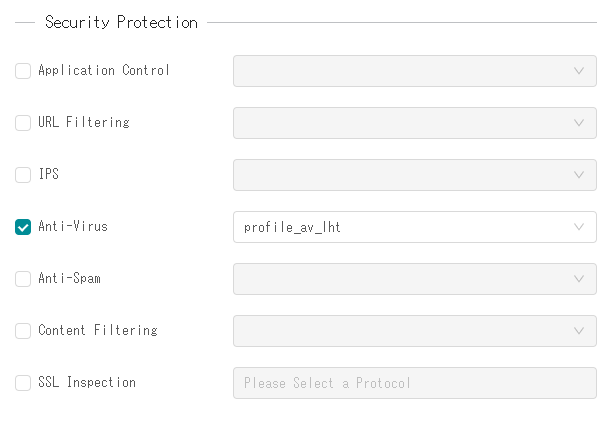 Security Protection
Application Control
URL Filtering
IPS
Anti-Virus profile_av_lht
Anti-Spam
Content Filtering
SSL Inspection Please Select a Protocol